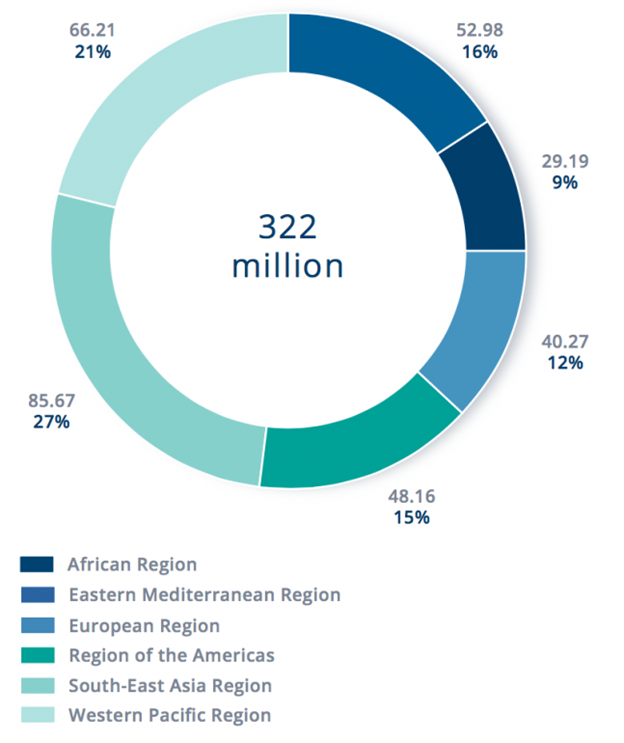 66.21
21%
52.98
16%
29.19
9%
322
million
40.27
12%
85.67
27%
48.16
15%
African Region
Eastern Mediterranean Region
European Region
Region of the Americas
South-East Asia Region
Western Pacific Region